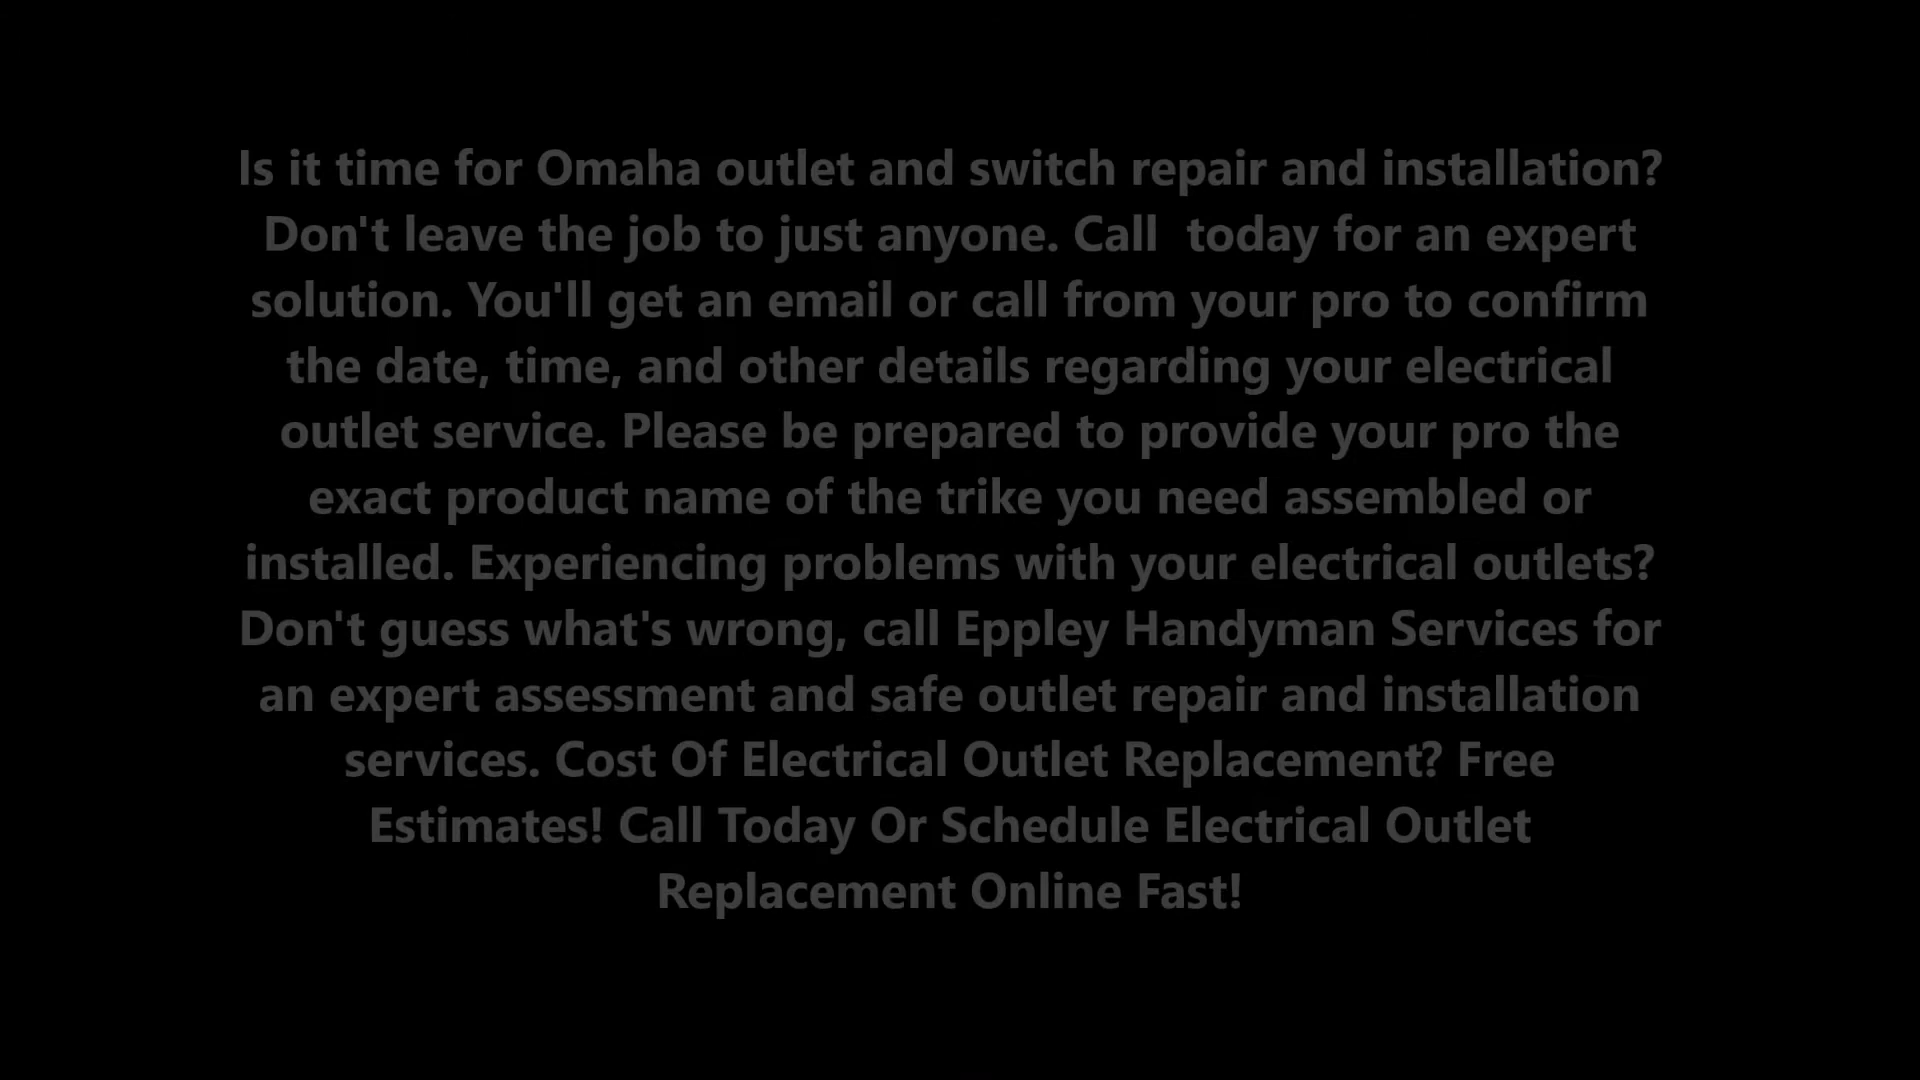 Is it time for Omaha outlet and switch repair and installation?
Don't leave the job to just anyone. Call  today for an expert
solution. You'll get an email or call from your pro to confirm
the date, time, and other details regarding your electrical
outlet service. Please be prepared to provide your pro the
exact product name of the trike you need assembled or
installed. Experiencing problems with your electrical outlets?
Don't guess what's wrong, call Eppley Handyman Services for
an expert assessment and safe outlet repair and installation
services. Cost Of Electrical Outlet Replacement? Free
Estimates! Call Today Or Schedule Electrical Outlet
Replacement Online Fast!